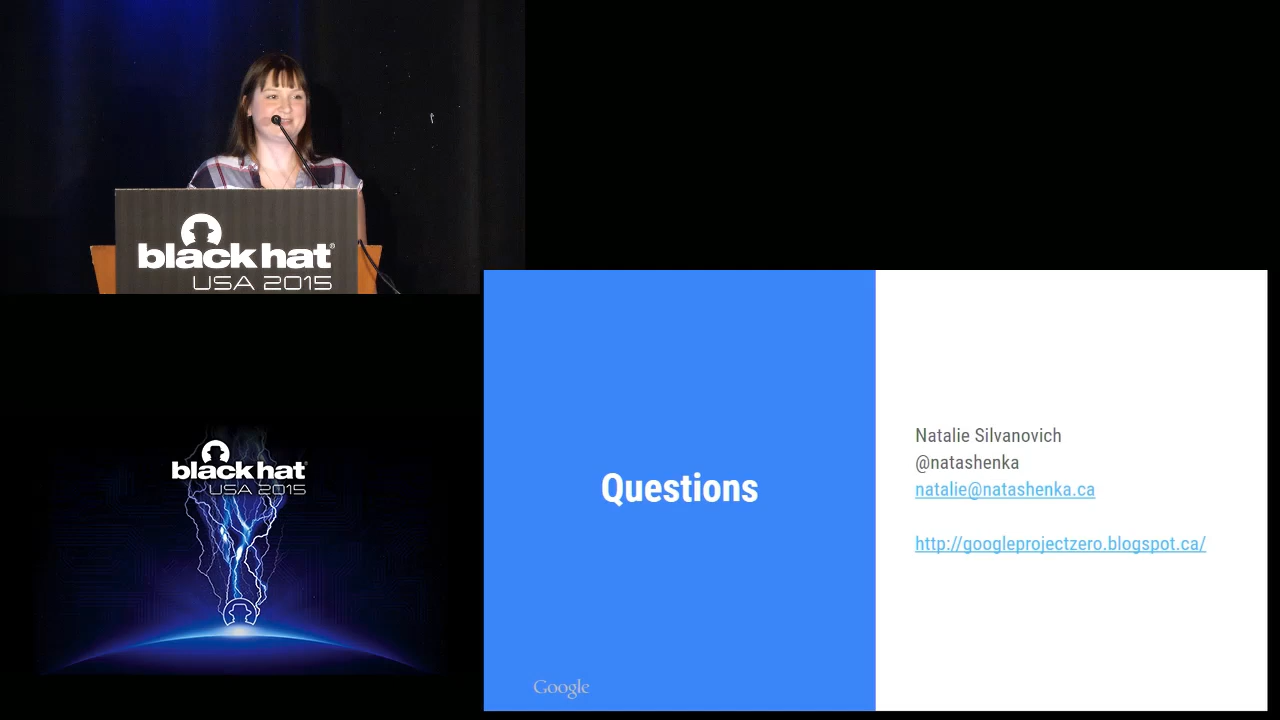 black hat®
USA 2015
black hat®
USA 2015
Questions
Google
Natalie Silvanovich
@natashenka
natalie@natashenka.ca
http://googleprojectzero.blogspot.ca/